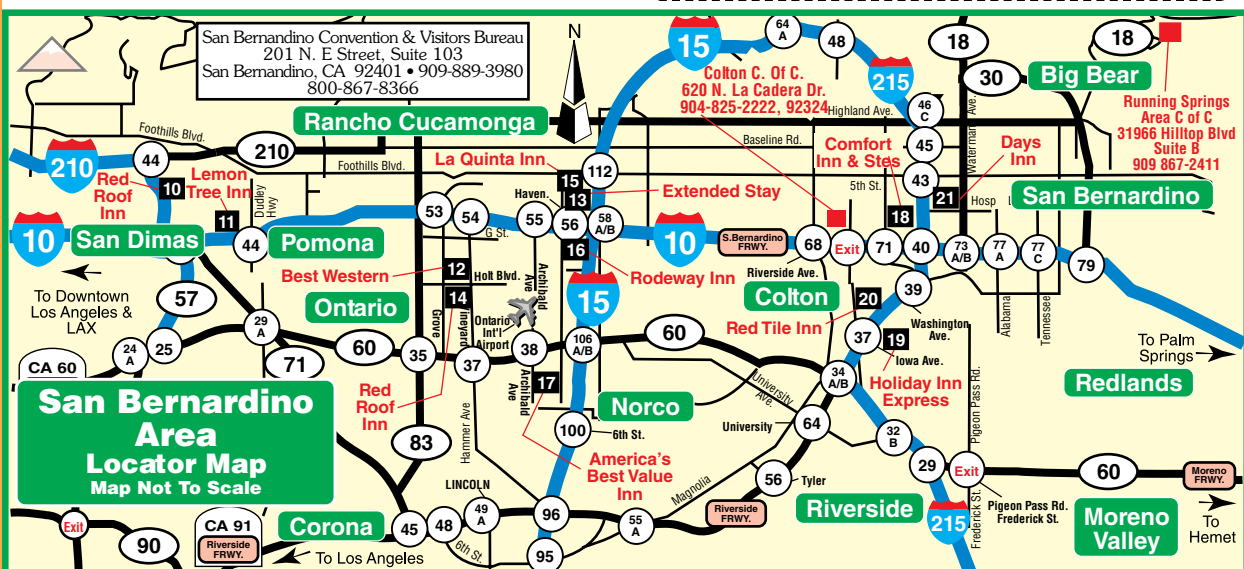 San Bernardino Convention & Visitors Bureau
201 N. E Street, Suite 103
San Bernardino, CA 92401 • 909-889-3980
800-867-8366
N
15
64
A
48
215
18
30
18
Big Bear
Colton C. Of C.
620 N. La Cadera Dr.
904-825-2222, 92324
Running Springs
Area C of C
31966 Hilltop Blvd
Suite B
909 867-2411
Highland Ave.
46
C
Waterman Ave.
Rancho Cucamonga
Foothills Blvd.
210
44
210
Foothills Blvd.
Baseline Rd.
45
La Quinta Inn
112
Comfort
Inn & Stes
Days
Inn
Red
Roof
Inn
10
Lemon
Tree Inn
11
Dudley
Hwy
15
Haven
13
Extended Stay
5th St.
43
21
San Bernardino
18
Hosp
10
San Dimas
44
Pomona
53
54
G St.
55
56
58
A/B
10
S.Bernardino
FRWY.
68
Exit
71
40
73
A/B
77
A
77
C
79
16
Rodeway Inn
Riverside Ave.
To Downtown
Los Angeles &
LAX
57
Best Western
12
Holt Blvd.
Archibald
Ave
15
Colton
39
Alabama
Tennessee
Ontario
14
Grove
Ontario
Int'l
Airport
20
Red Tile Inn
Washington
Ave.
29
A
24
A
25
CA 60
71
60
35
37
38
106
A/B
60
37
19
Iowa Ave.
To Palm
Springs
Holiday Inn
Express
34
A/B
Redlands
Pigeon Pass Rd.
San Bernardino
Area
Locator Map
Map Not To Scale
Red
Roof
Inn
Archibald
Ave
17
Norco
University
Ave.
83
Hammer Ave
100
6th St.
University
64
32
B
America's
Best Value
Inn
29
Exit
60
Moreno
FRWY.
Magnolia
56
Tyler
LINCOLN
Pigeon Pass Rd.
Frederick St.
Frederick St.
Riverside
Riverside
FRWY.
215
Moreno
Valley
To
Hemet
Exit
90
CA 91
Riverside
FRWY.
Corona
45
48
49
A
96
55
A
6th St.
To Los Angeles
95